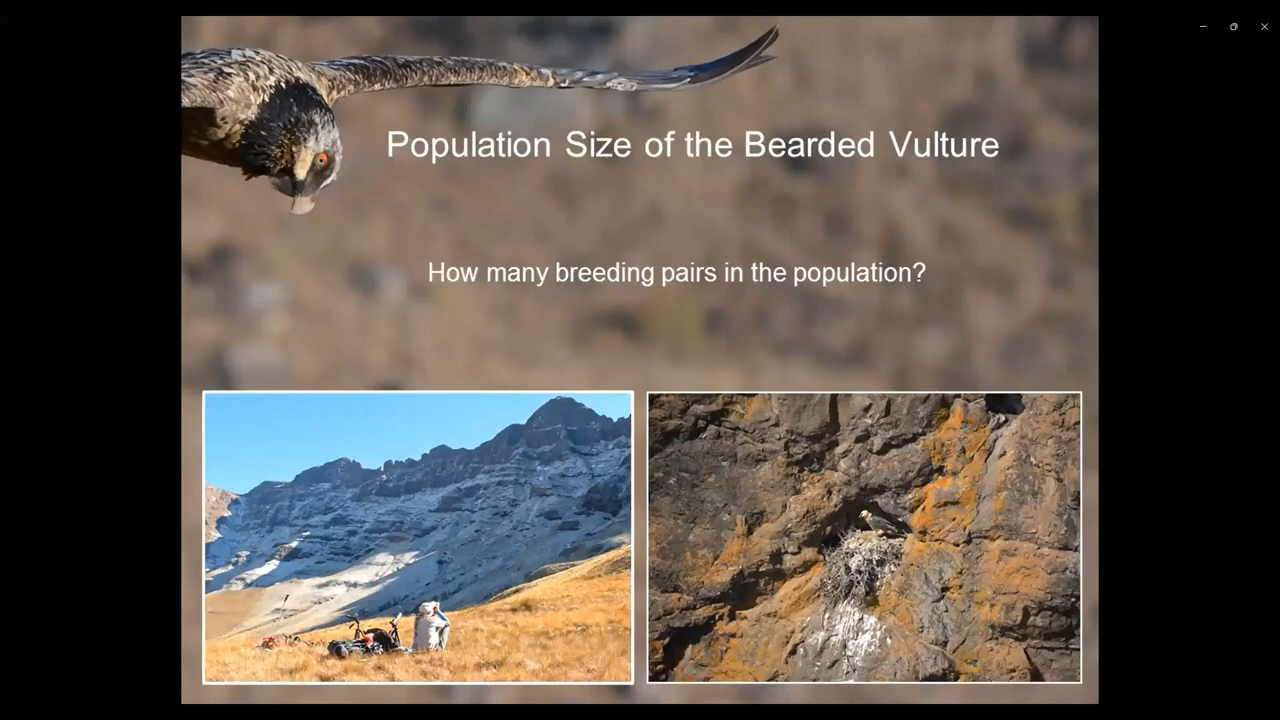 Population Size of the Bearded Vulture
How many breeding pairs in the population?